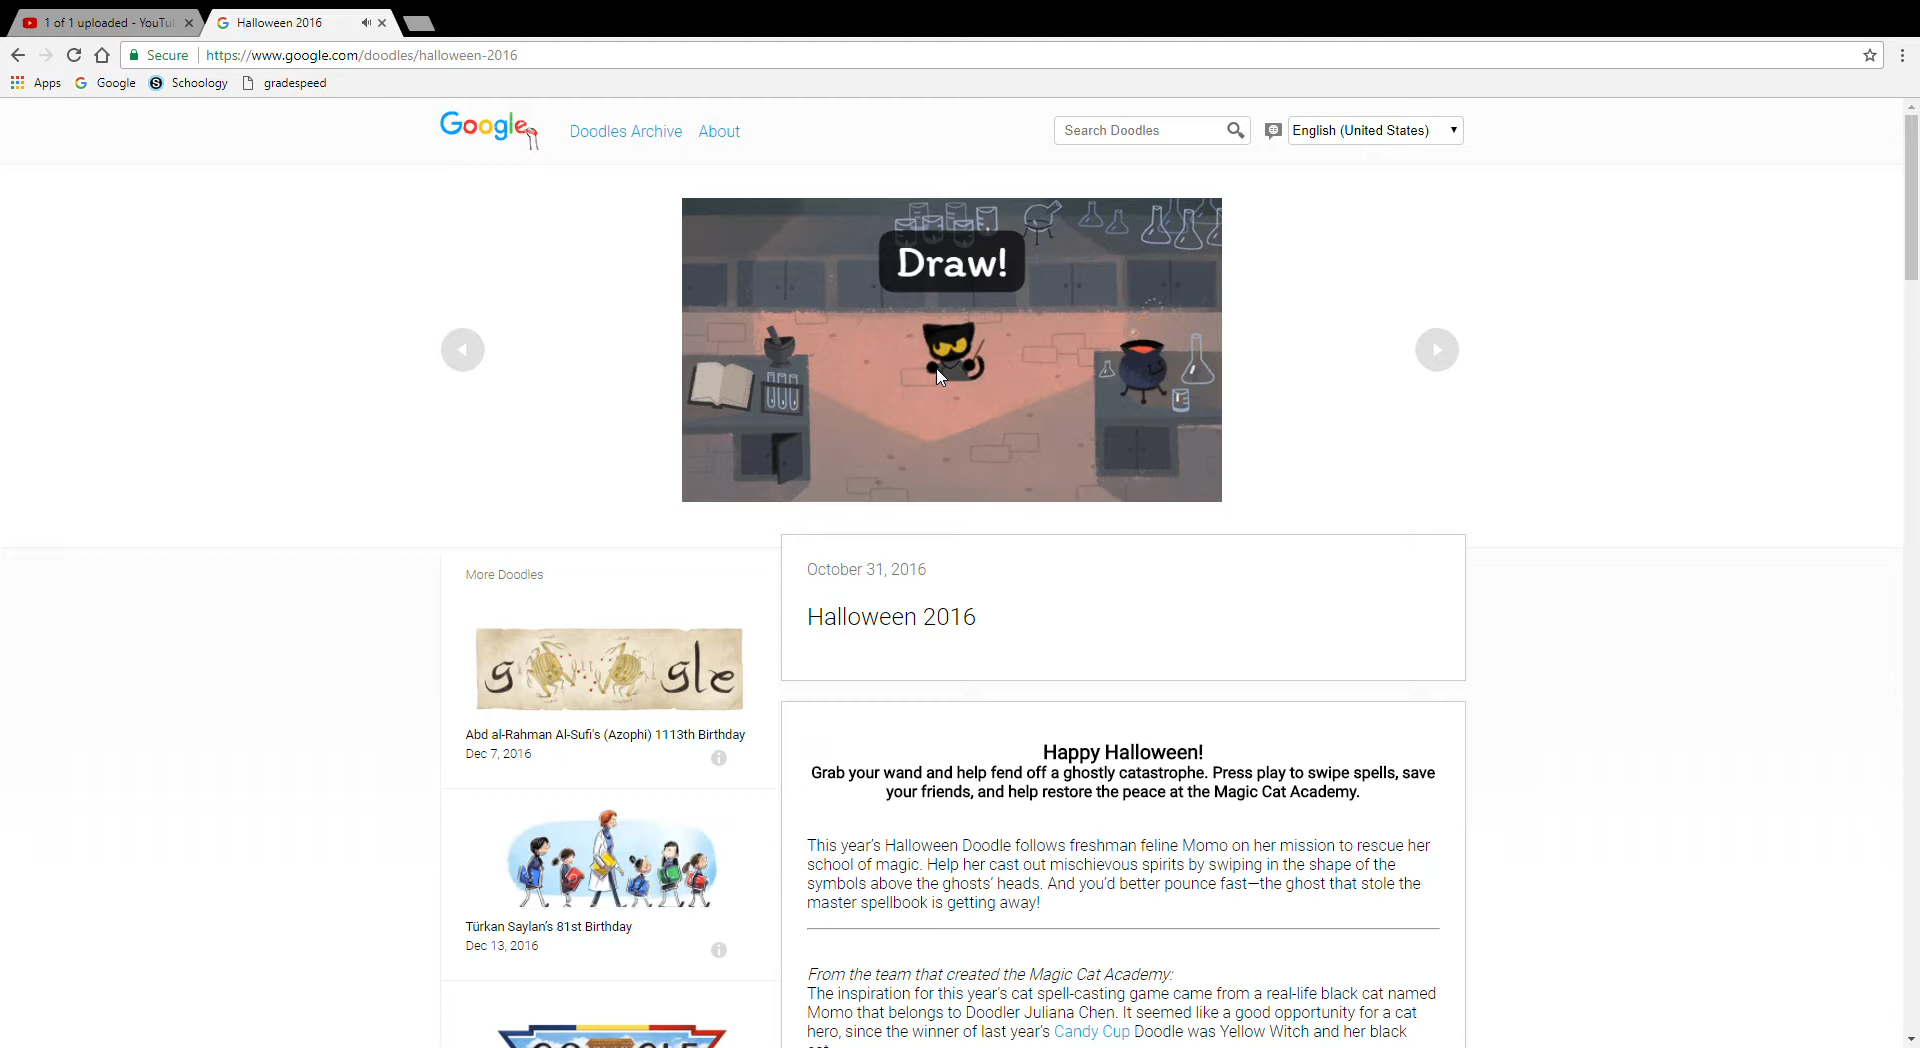 1 of 1 uploaded - YouTu
Halloween 2016
Secure
https://www.google.com/doodles/halloween-2016
Apps
Google
Schoology
gradespeed
Google
Doodles Archive
About
Search Doodles
English (United States)
Draw!
More Doodles
g gle
Abd al-Rahman Al-Sufi's (Azophi) 1113th Birthday
Dec 7, 2016
Türkan Saylan's 81st Birthday
Dec 13, 2016
October 31, 2016
Halloween 2016
Happy Halloween!
Grab your wand and help fend off a ghostly catastrophe. Press play to swipe spells, save
your friends, and help restore the peace at the Magic Cat Academy.
This year's Halloween Doodle follows freshman feline Momo on her mission to rescue her
school of magic. Help her cast out mischievous spirits by swiping in the shape of the
symbols above the ghosts' heads. And you'd better pounce fast—the ghost that stole the
master spellbook is getting away!
From the team that created the Magic Cat Academy:
The inspiration for this year's cat spell-casting game came from a real-life black cat named
Momo that belongs to Doodler Juliana Chen. It seemed like a good opportunity for a cat
hero, since the winner of last year's Candy Cup Doodle was Yellow Witch and her black